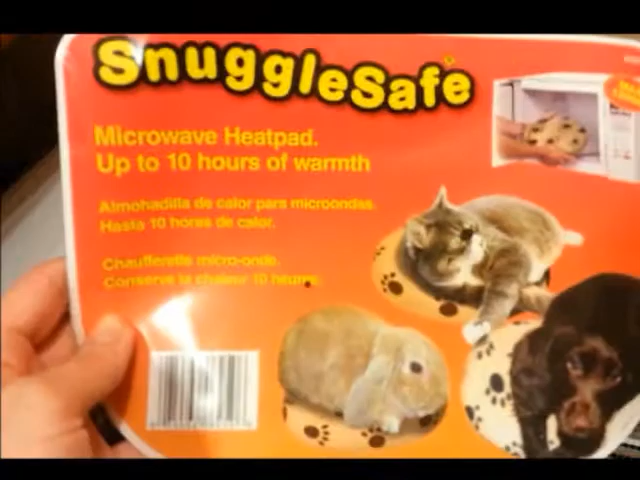 SnuggleSafe
Microwave Heatpad.
Up to 10 hours of warmth
Almohadilla de calor para microondas.
Hasta 10 horas de calor.
Chaufferette micro-onde.
Conserve la chaleur 10 heures.